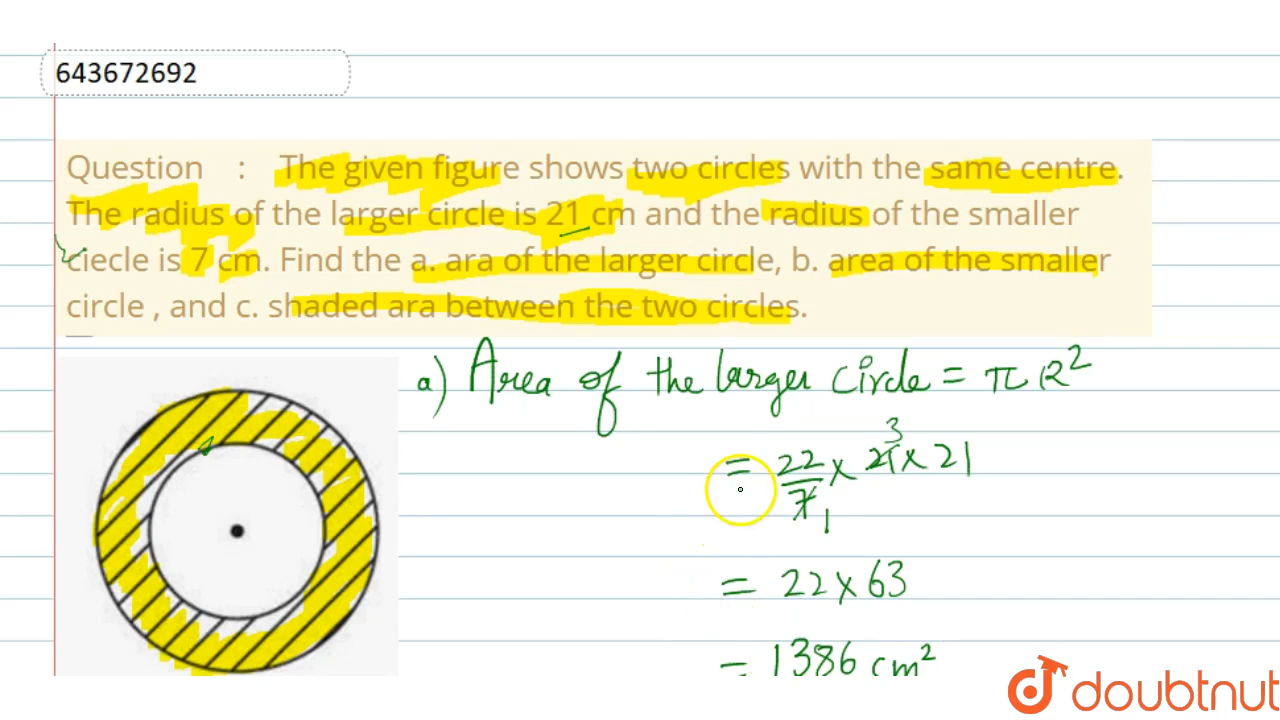 643672692
Question : The given figure shows two circles with the same centre.
The radius of the larger circle is 21 cm and the radius of the smaller
ciecle is 7 cm. Find the a. ara of the larger circle, b. area of the smaller
circle , and c. shaded ara between the two circles.
a) Area of the larger circle = πR²
= 22/7 × 21 × 21
3
1
= 22 × 63
= 1386 cm²
doubtnut